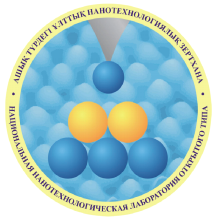 АШЫҚ ТҮРДЕГІ ҰЛТТЫҚ НАНОТЕХНОЛОГИЯЛЫҚ ЗЕРТХАНА
НАЦИОНАЛЬНАЯ НАНОТЕХНОЛОГИЧЕСКАЯ ЛАБОРАТОРИЯ ОТКРЫТОГО ТИПА